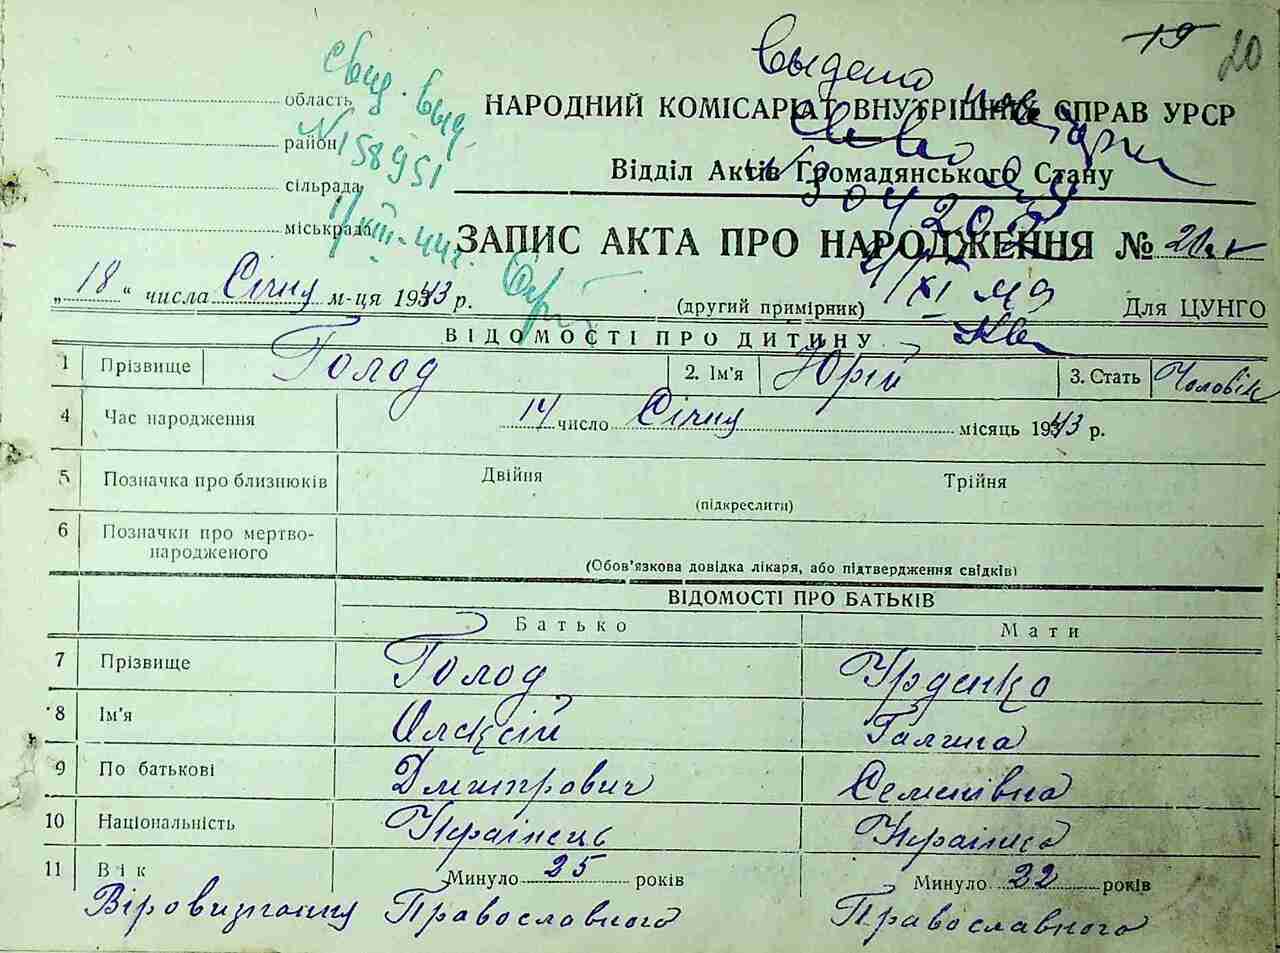 19 20
Свид. выд.
N 158951
Выдано повторн
область НАРОДНИЙ КОМІСАРІАТ ВНУТРІШНІХ СПРАВ УРСР
район
сільрада Відділ Актів Громадянського Стану
міськрада ЗАПИС АКТА ПРО НАРОДЖЕННЯ №
„18“ числа Січня м-ця 1943 р. (другий примірник) Для ЦУНГО
ВІДОМОСТІ ПРО ДИТИНУ
1 Прізвище Голод 2. Ім'я Юрій 3. Стать Чоловік
4 Час народження 14 число Січня місяць 1943 р.
5 Позначка про близнюків Двійня Трійня
(підкреслити)
6 Позначки про мертво-
народженого
(Обов'язкова довідка лікаря, або підтвердження свідків)
ВІДОМОСТІ ПРО БАТЬКІВ
Батько Мати
7 Прізвище Голод
8 Ім'я Олексій Галина
9 По батькові Дмитрович Семенівна
10 Національність Українець Українка
11 Вік Минуло 25 років Минуло 22 років
Віровизнання Православного Православного